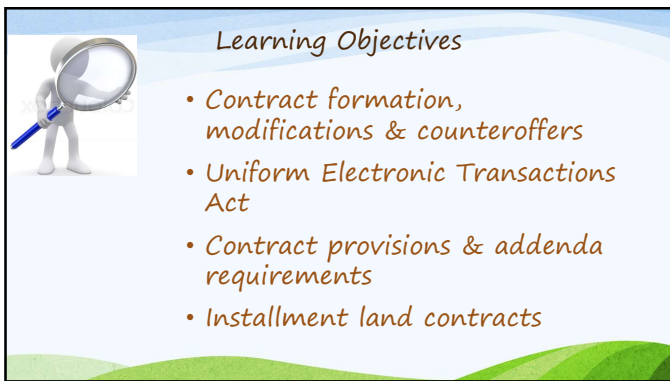 Learning Objectives
• Contract formation,
modifications & counteroffers
• Uniform Electronic Transactions
Act
• Contract provisions & addenda
requirements
• Installment land contracts